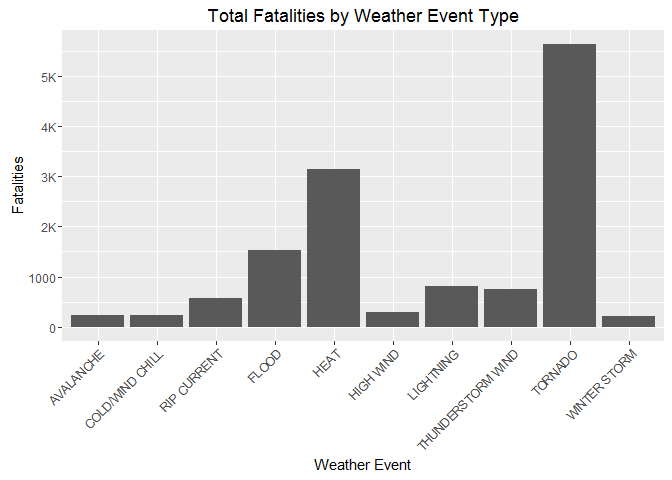 Total Fatalities by Weather Event Type
Fatalities
5K
4K
3K
2K
1000
0
AVALANCHE
COLD/WIND CHILL
RIP CURRENT
FLOOD
HEAT
HIGH WIND
LIGHTNING
THUNDERSTORM WIND
TORNADO
WINTER STORM
Weather Event